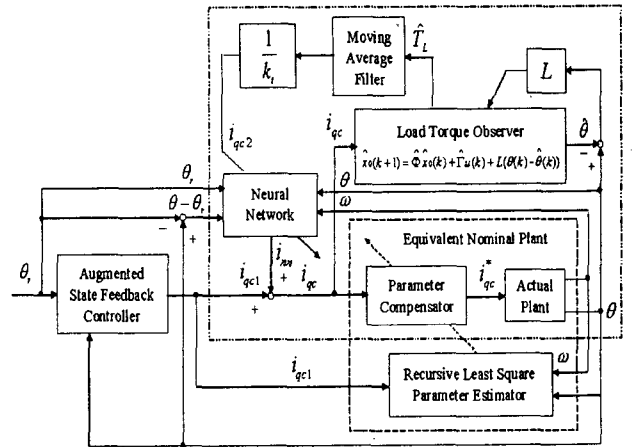 1
k_t
Moving
Average
Filter
T̂_L
L
i_qc2
i_qc
Load Torque Observer
x̂o(k+1) = Φ̂ x̂o(k) + Γ̂u(k) + L(θ(k) - θ̂(k))
θ̂
−
+
θ_r
θ
ω
Neural
Network
θ − θ_r
−
+
i_nn
+
i_qc
Equivalent Nominal Plant
θ_r
Augmented
State Feedback
Controller
i_qc1
+
Parameter
Compensator
i*_qc
Actual
Plant
θ
ω
i_qc1
Recursive Least Square
Parameter Estimator